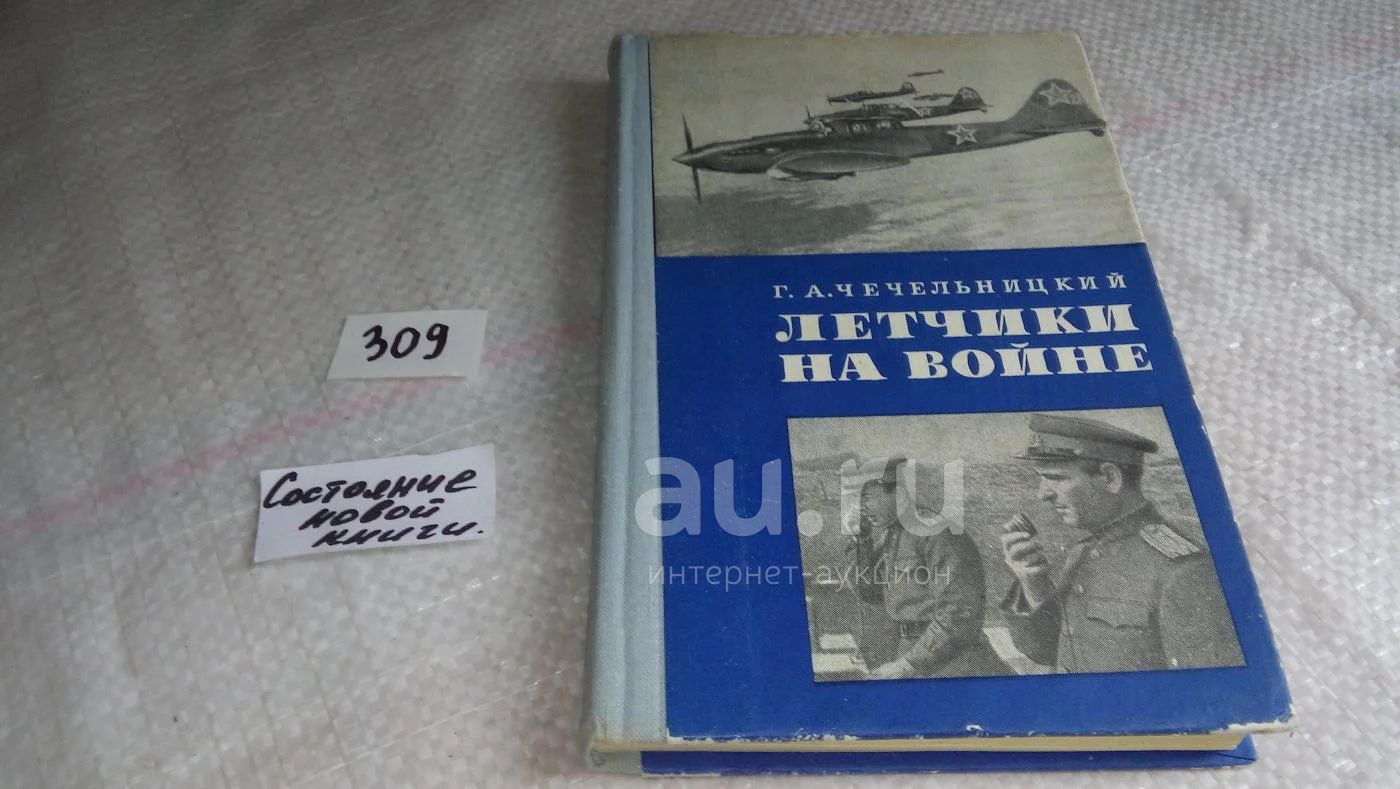 309
Состояние
новой
книги.
Г. А. ЧЕЧЕЛЬНИЦКИЙ
ЛЕТЧИКИ
НА ВОЙНЕ
au.ru
интернет-аукцион